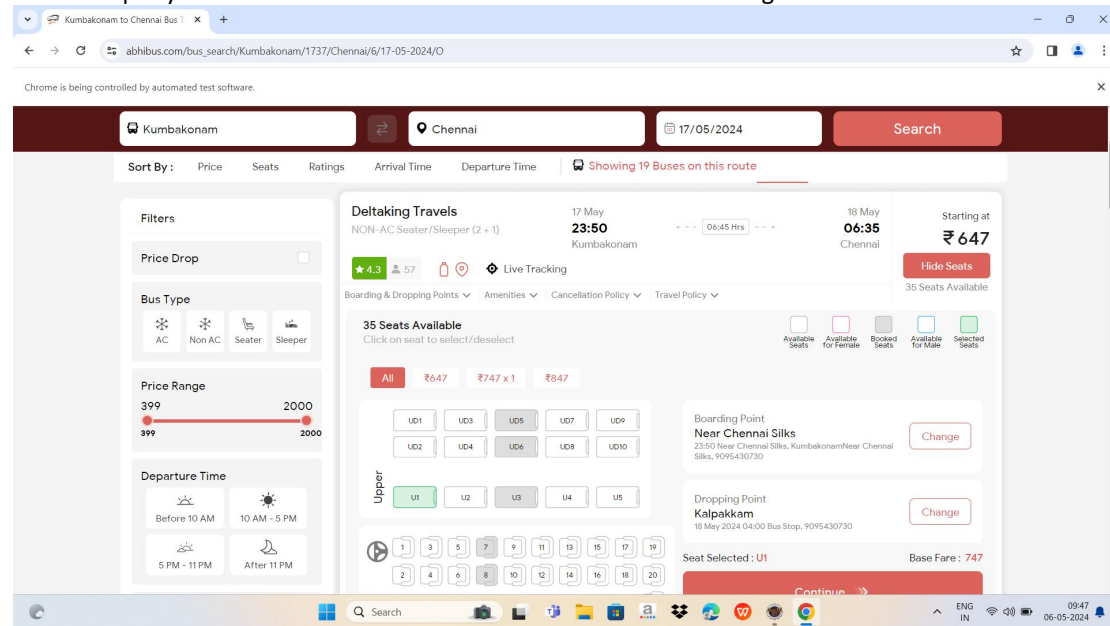 Kumbakonam to Chennai Bus T
abhibus.com/bus_search/Kumbakonam/1737/Chennai/6/17-05-2024/O
Chrome is being controlled by automated test software.
Kumbakonam
Chennai
17/05/2024
Search
Sort By : Price Seats Ratings Arrival Time Departure Time Showing 19 Buses on this route
Filters
Price Drop
Bus Type
AC Non AC Seater Sleeper
Price Range
399 2000
399 2000
Departure Time
Before 10 AM 10 AM - 5 PM
5 PM - 11 PM After 11 PM
Deltaking Travels 17 May 18 May Starting at
NON-AC Seater/Sleeper (2 + 1) 23:50 06:45 Hrs 06:35 ₹ 647
Kumbakonam Chennai
★ 4.3 57 Live Tracking Hide Seats
35 Seats Available
Boarding & Dropping Points Amenities Cancellation Policy Travel Policy
35 Seats Available
Click on seat to select/deselect
Available Seats Available for Female Booked Seats Available for Male Selected Seats
All ₹647 ₹747 x 1 ₹847
UD1 UD3 UD5 UD7 UD9
UD2 UD4 UD6 UD8 UD10
Upper
U1 U2 U3 U4 U5
1 3 5 7 9 11 13 15 17 19
2 4 6 8 10 12 14 16 18 20
Boarding Point
Near Chennai Silks
23:50 Near Chennai Silks, KumbakonamNear Chennai
Silks, 9095430730
Change
Dropping Point
Kalpakkam
18 May 2024 04:00 Bus Stop, 9095430730
Change
Seat Selected : U1 Base Fare : 747
Continue
Search
ENG
IN
09:47
06-05-2024